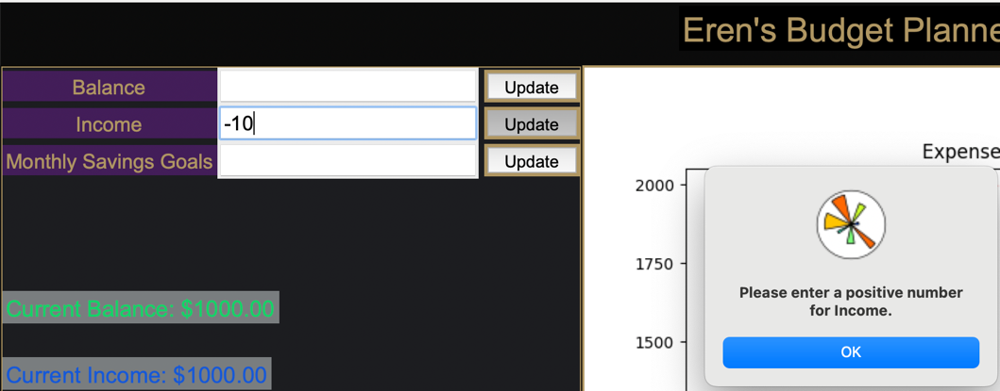 Eren's Budget Planne
Balance
Update
Income
-10
Update
Monthly Savings Goals
Update
Current Balance: $1000.00
Current Income: $1000.00
Expense
2000
1750
1500
Please enter a positive number
for Income.
OK